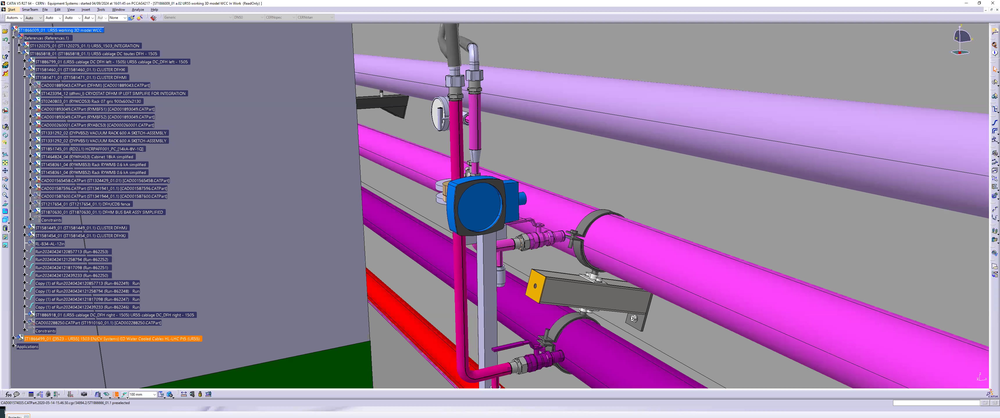 CATIA V5 R27 64 - CERN : Equipment Systems : started 04/09/2024 at 16:01:45 on PCCAG4217 - [ST1866009_01 a.02 UR55 working 3D model WCC In Work (ReadOnly) ]
Start SmarTeam File Edit View Insert Tools Window Analyze Help
Auto Auto Auto Aut None Generic DN50 CERNspec CERNstan
ST1866009_01 UR55 working 3D model WCC
References (References.1)
ST1120275_01 (ST1120275_01.1) UR55_1503_INTEGRATION
ST1865818_01 (ST1865818_01.1) UR55 cablage DC toutes DFH - 1505
ST1886799_01 (UR55 cablage DC DFH left - 1505) UR55 cablage DC_DFH left - 1505
ST1581460_01 (ST1581460_01.1) CLUSTER DFHXI
ST1581471_01 (ST1581471_01.1) CLUSTER DFHMI
CAD001889043.CATPart (DFHMI) [CAD001889043.CATPart]
ST1423394_12 (dfhmi_l) CRYOSTAT DFHM IP LEFT SIMPLIFIE FOR INTEGRATION
ST0240803_01 (RYWCO53) Rack 07 gris 900x600x2130
CAD001893049.CATPart (RYMBF51) [CAD001893049.CATPart]
CAD001893049.CATPart (RYMBF52) [CAD001893049.CATPart]
CAD000260001.CATPart (RYABC53) [CAD000260001.CATPart]
ST1331292_02 (DYPVB52) VACUUM RACK 600 A SKETCH-ASSEMBLY
ST1331292_02 (DYPVB51) VACUUM RACK 600 A SKETCH-ASSEMBLY
ST1851745_01 (RD2.L1) HCRPAFF001_PC_[14kA-8V-1Q]
ST1464824_04 (RYWHA53) Cabinet 18kA simplified
ST1458361_04 (RYWMB53) Rack RYWMB 0.6 kA simplified
ST1458361_04 (RYWMB52) Rack RYWMB 0.6 kA simplified
CAD001565458.CATPart (ST1324429_01.01) [CAD001565458.CATPart]
CAD001587596.CATPart (ST1341941_01.1) [CAD001587596.CATPart]
CAD001587600.CATPart (ST1341944_01.1) [CAD001587600.CATPart]
ST1217654_01 (ST1217654_01.1) DFH/CDB fence
ST1870630_01 (ST1870630_01.1) DFHM BUS BAR ASSY SIMPLIFIED
Constraints
ST1581449_01 (ST1581449_01.1) CLUSTER DFHMJ
ST1581454_01 (ST1581454_01.1) CLUSTER DFHXJ
RL-B34-AL-12in
Run20240424120857713 (Run-862253)
Run20240424121258794 (Run-862252)
Run20240424121817098 (Run-862251)
Run20240424122439233 (Run-862250)
Copy (1) of Run20240424120857713 (Run-862249) Run
Copy (1) of Run20240424121258794 (Run-862248) Run
Copy (1) of Run20240424121817098 (Run-862247) Run
Copy (1) of Run20240424122439233 (Run-862246) Run
ST1886918_01 (UR55 cablage DC_DFH right - 1505) UR55 cablage DC_DFH right - 1505
CAD002288250.CATPart (ST1910160_01.1) [CAD002288250.CATPart]
Constraints
ST1866499_01 ([3523 - UR55] 1503 EN/CV Systems) ED Water Cooled Cables HL-LHC Pt5 (UR55)
Applications
100 mm
CATIA
CAD001574035.CATPart.2020-05-14-15.46.50.cgr/34894.2/ST1866666_01.1 preselected